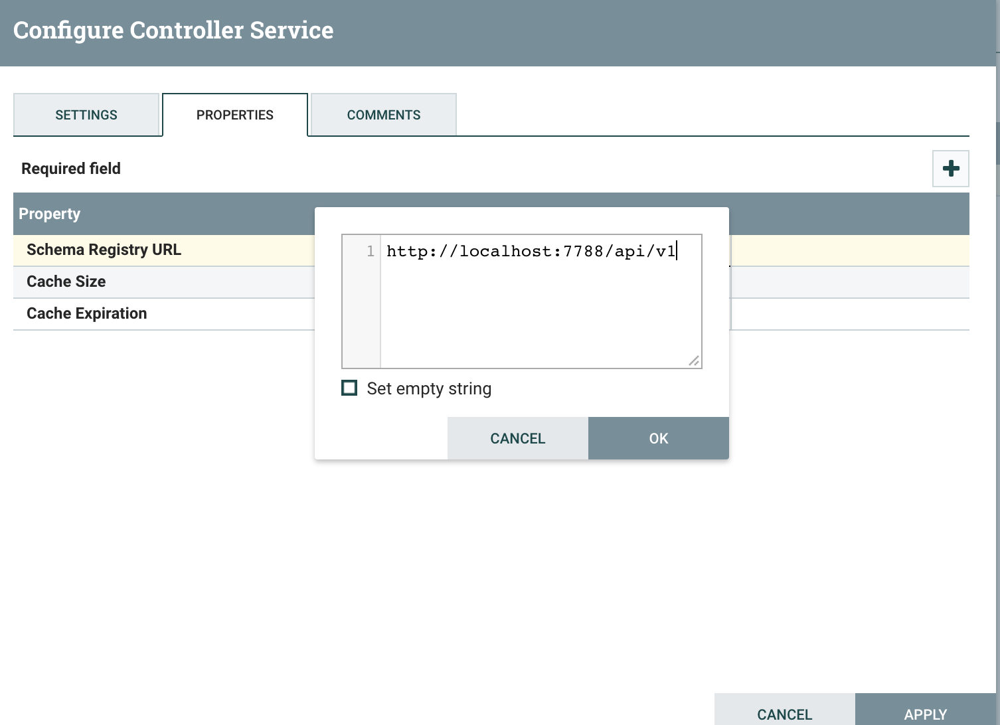 Configure Controller Service
SETTINGS
PROPERTIES
COMMENTS
Required field
Property
Schema Registry URL
Cache Size
Cache Expiration
1
http://localhost:7788/api/v1
Set empty string
CANCEL
OK
CANCEL
APPLY